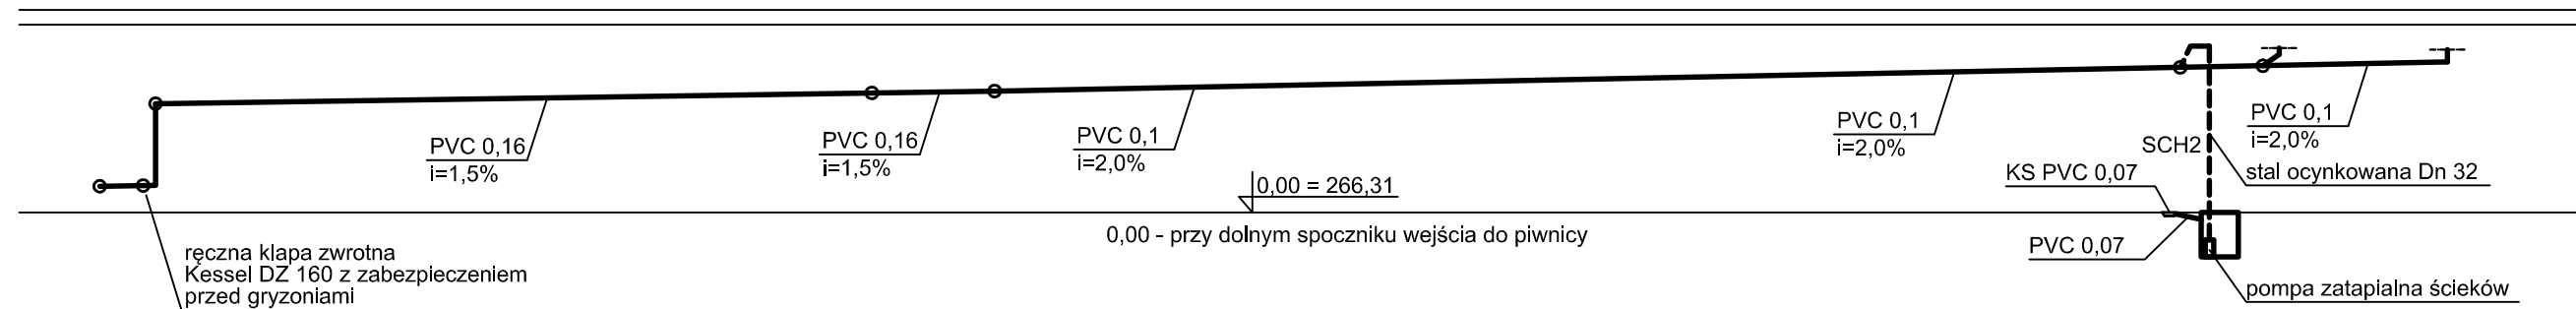 PVC 0,16
i=1,5%
PVC 0,16
i=1,5%
PVC 0,1
i=2,0%
PVC 0,1
i=2,0%
PVC 0,1
i=2,0%
SCH2
stal ocynkowana Dn 32
KS PVC 0,07
0,00 = 266,31
0,00 - przy dolnym spoczniku wejścia do piwnicy
PVC 0,07
ręczna klapa zwrotna
Kessel DZ 160 z zabezpieczeniem
przed gryzoniami
pompa zatapialna ścieków